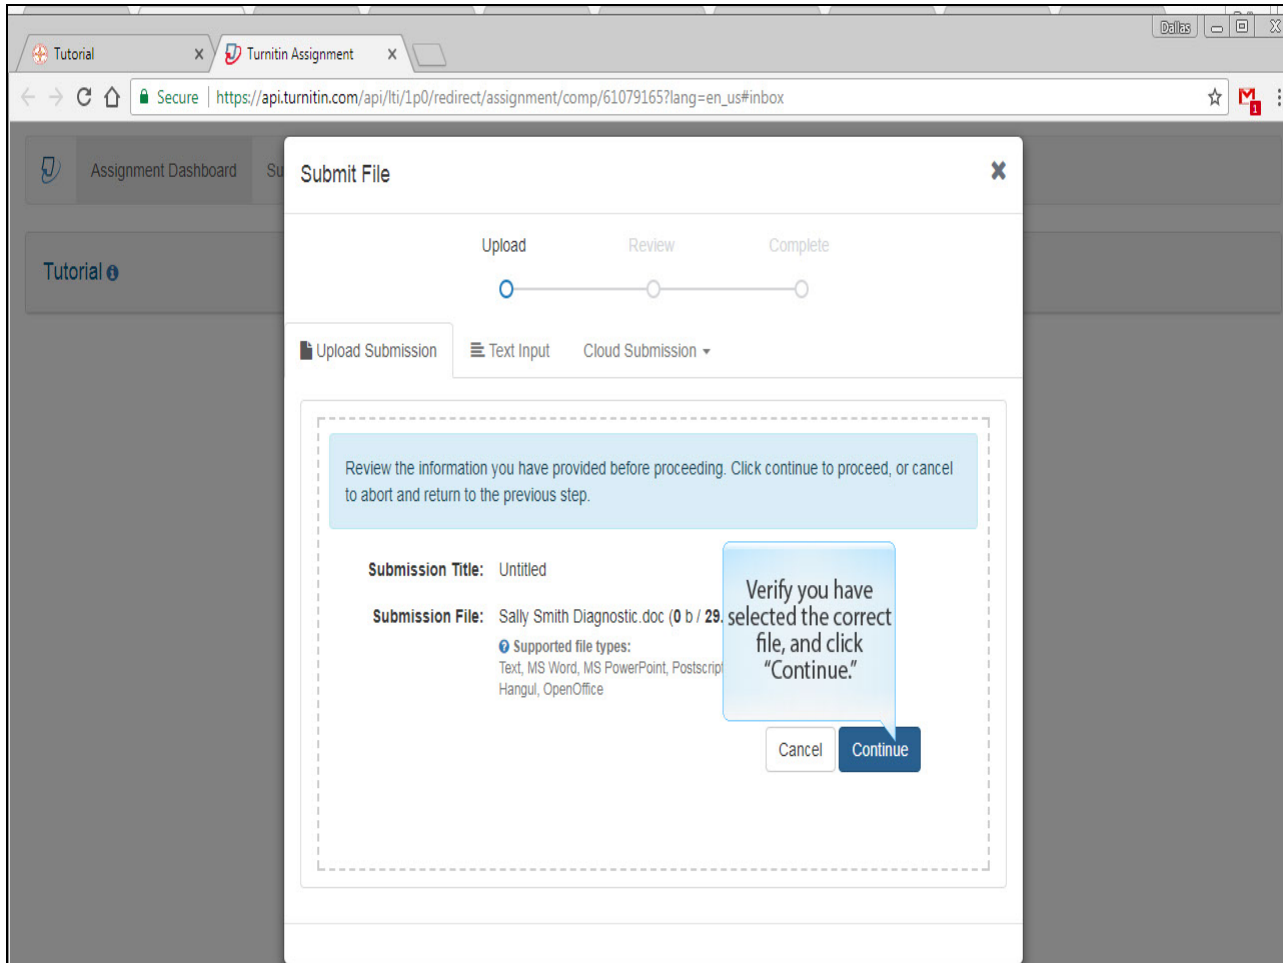 Dallas
Tutorial
Turnitin Assignment
Secure | https://api.turnitin.com/api/lti/1p0/redirect/assignment/comp/61079165?lang=en_us#inbox
1
Assignment Dashboard
Su
Submit File
Upload Review Complete
Tutorial
Upload Submission Text Input Cloud Submission
Review the information you have provided before proceeding. Click continue to proceed, or cancel
to abort and return to the previous step.
Submission Title: Untitled
Submission File: Sally Smith Diagnostic.doc (0 b / 29.
Supported file types:
Text, MS Word, MS PowerPoint, Postscript
Hangul, OpenOffice
Verify you have
selected the correct
file, and click
“Continue.”
Cancel Continue